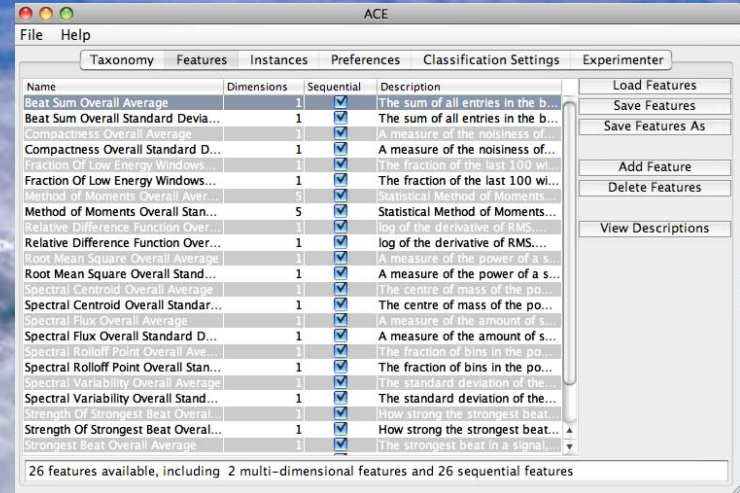 ACE
File Help
Taxonomy Features Instances Preferences Classification Settings Experimenter
Name Dimensions Sequential Description
Beat Sum Overall Average 1 The sum of all entries in the b...
Beat Sum Overall Standard Devia... 1 The sum of all entries in the b...
Compactness Overall Average 1 A measure of the noisiness of...
Compactness Overall Standard D... 1 A measure of the noisiness of...
Fraction Of Low Energy Windows... 1 The fraction of the last 100 wi...
Fraction Of Low Energy Windows... 1 The fraction of the last 100 wi...
Method of Moments Overall Aver... 5 Statistical Method of Moments...
Method of Moments Overall Stan... 5 Statistical Method of Moments...
Relative Difference Function Over... 1 log of the derivative of RMS....
Relative Difference Function Over... 1 log of the derivative of RMS....
Root Mean Square Overall Average 1 A measure of the power of a s...
Root Mean Square Overall Stand... 1 A measure of the power of a s...
Spectral Centroid Overall Average 1 The centre of mass of the po...
Spectral Centroid Overall Standar... 1 The centre of mass of the po...
Spectral Flux Overall Average 1 A measure of the amount of s...
Spectral Flux Overall Standard D... 1 A measure of the amount of s...
Spectral Rolloff Point Overall Ave... 1 The fraction of bins in the po...
Spectral Rolloff Point Overall Stan... 1 The fraction of bins in the po...
Spectral Variability Overall Average 1 The standard deviation of the...
Spectral Variability Overall Stand... 1 The standard deviation of the...
Strength Of Strongest Beat Overal... 1 How strong the strongest beat...
Strength Of Strongest Beat Overal... 1 How strong the strongest beat...
Strongest Beat Overall Average 1 The strongest beat in a signal,...
Load Features
Save Features
Save Features As
Add Feature
Delete Features
View Descriptions
26 features available, including 2 multi-dimensional features and 26 sequential features